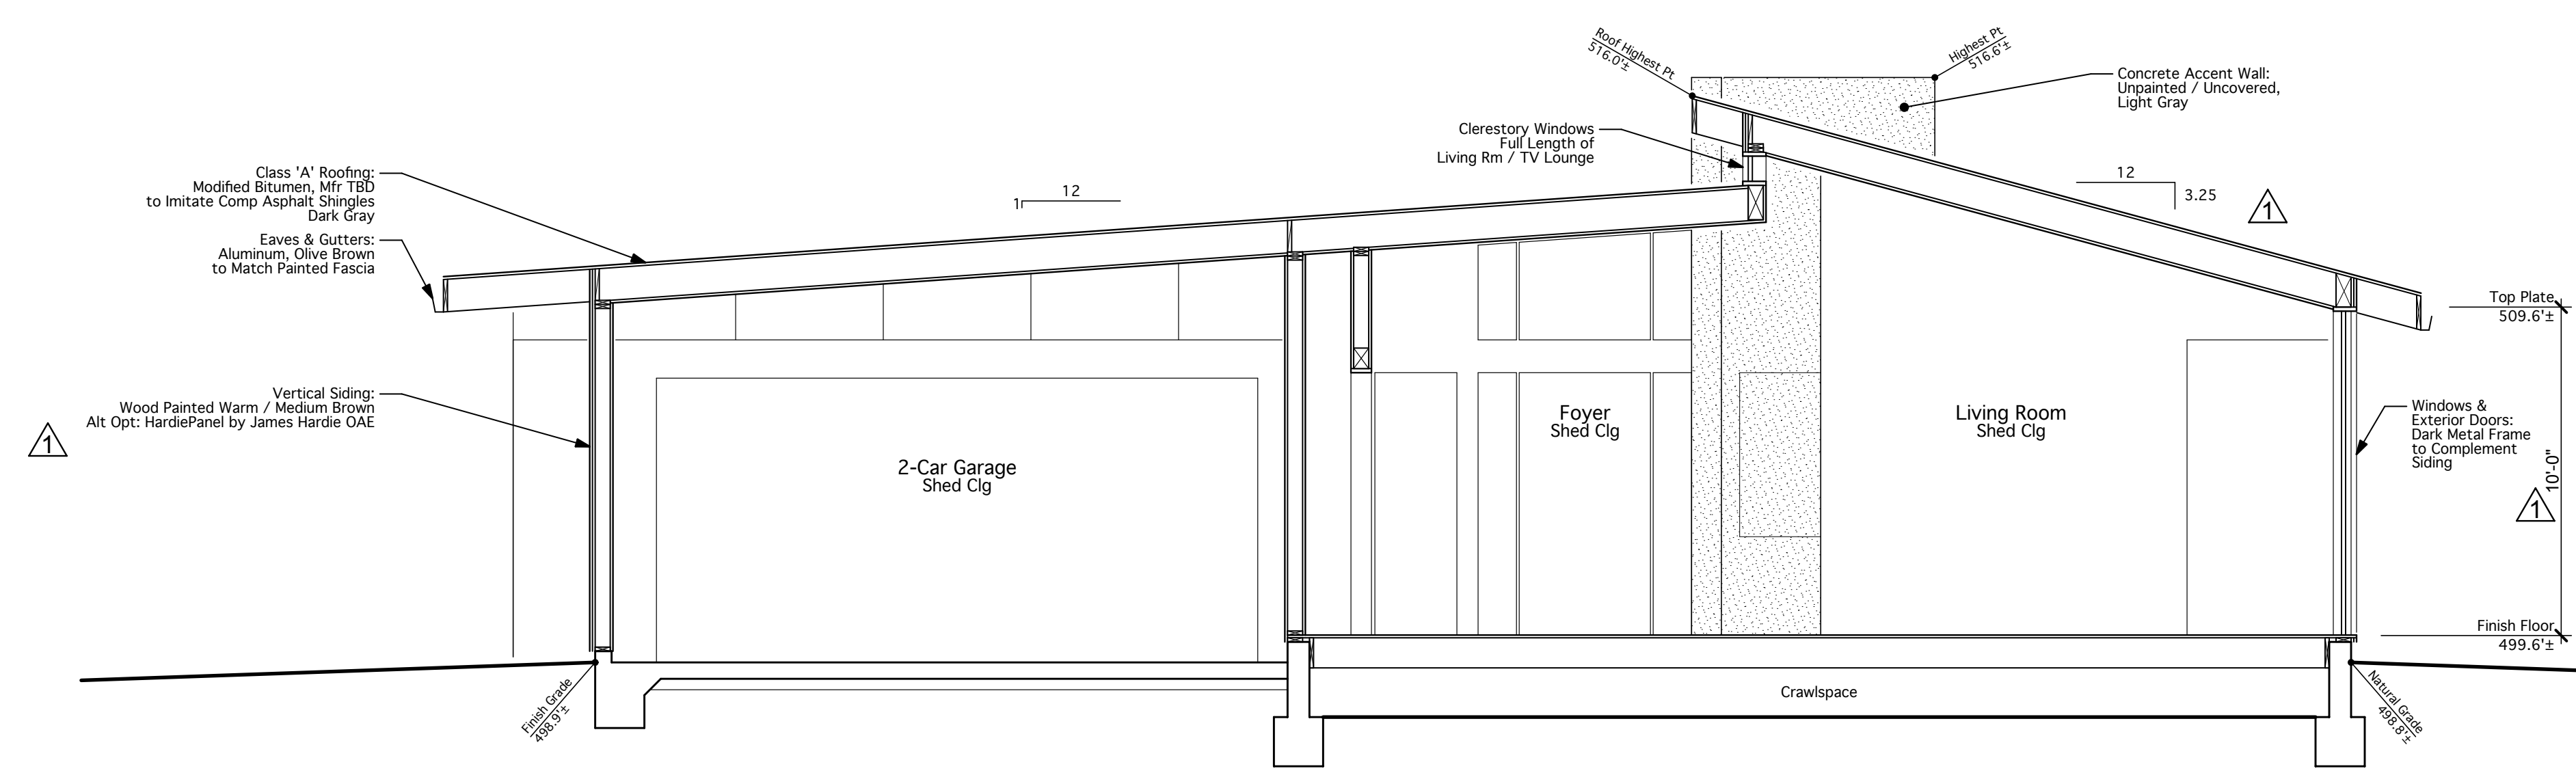 Roof Highest Pt
516.0'±
Highest Pt
516.6'±
Concrete Accent Wall:
Unpainted / Uncovered,
Light Gray
Clerestory Windows
Full Length of
Living Rm / TV Lounge
Class 'A' Roofing:
Modified Bitumen, Mfr TBD
to Imitate Comp Asphalt Shingles
Dark Gray
12
1
12
3.25
1
Eaves & Gutters:
Aluminum, Olive Brown
to Match Painted Fascia
Top Plate
509.6'±
Vertical Siding:
Wood Painted Warm / Medium Brown
Alt Opt: HardiePanel by James Hardie OAE
1
2-Car Garage
Shed Clg
Foyer
Shed Clg
Living Room
Shed Clg
Windows &
Exterior Doors:
Dark Metal Frame
to Complement
Siding
10'-0"
1
Finish Floor
499.6'±
Finish Grade
498.9'±
Crawlspace
Natural Grade
498.8'±